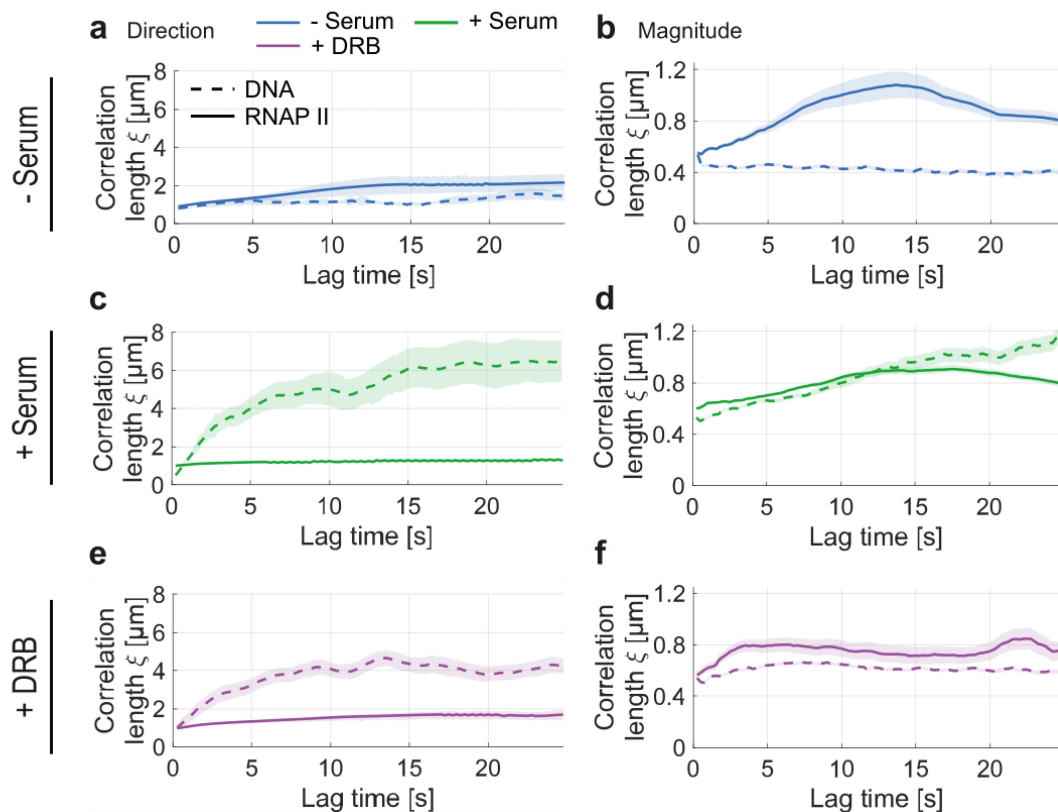 a Direction
- Serum
+ Serum
+ DRB
b Magnitude
- Serum
Correlation
length ξ [µm]
8
6
4
2
0
DNA
RNAP II
0 5 10 15 20
Lag time [s]
Correlation
length ξ [µm]
1.2
0.8
0.4
0
0 5 10 15 20
Lag time [s]
c
d
+ Serum
Correlation
length ξ [µm]
8
6
4
2
0
0 5 10 15 20
Lag time [s]
Correlation
length ξ [µm]
1.2
0.8
0.4
0
0 5 10 15 20
Lag time [s]
e
f
+ DRB
Correlation
length ξ [µm]
8
6
4
2
0
0 5 10 15 20
Lag time [s]
Correlation
length ξ [µm]
1.2
0.8
0.4
0
0 5 10 15 20
Lag time [s]